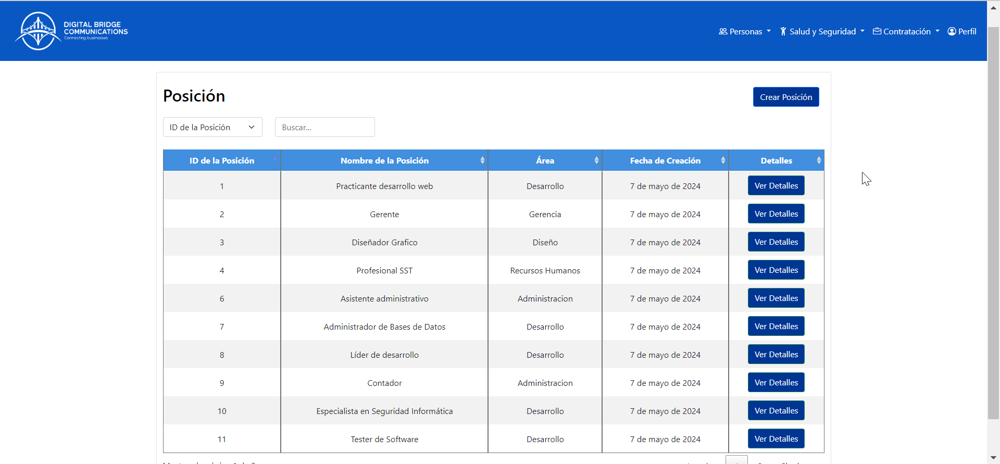 DIGITAL BRIDGE
COMMUNICATIONS
Connecting businesses
Personas Salud y Seguridad Contratación Perfil
Posición
Crear Posición
ID de la Posición Buscar...
ID de la Posición Nombre de la Posición Área Fecha de Creación Detalles
1 Practicante desarrollo web Desarrollo 7 de mayo de 2024 Ver Detalles
2 Gerente Gerencia 7 de mayo de 2024 Ver Detalles
3 Diseñador Grafico Diseño 7 de mayo de 2024 Ver Detalles
4 Profesional SST Recursos Humanos 7 de mayo de 2024 Ver Detalles
6 Asistente administrativo Administracion 7 de mayo de 2024 Ver Detalles
7 Administrador de Bases de Datos Desarrollo 7 de mayo de 2024 Ver Detalles
8 Líder de desarrollo Desarrollo 7 de mayo de 2024 Ver Detalles
9 Contador Administracion 7 de mayo de 2024 Ver Detalles
10 Especialista en Seguridad Informática Desarrollo 7 de mayo de 2024 Ver Detalles
11 Tester de Software Desarrollo 7 de mayo de 2024 Ver Detalles